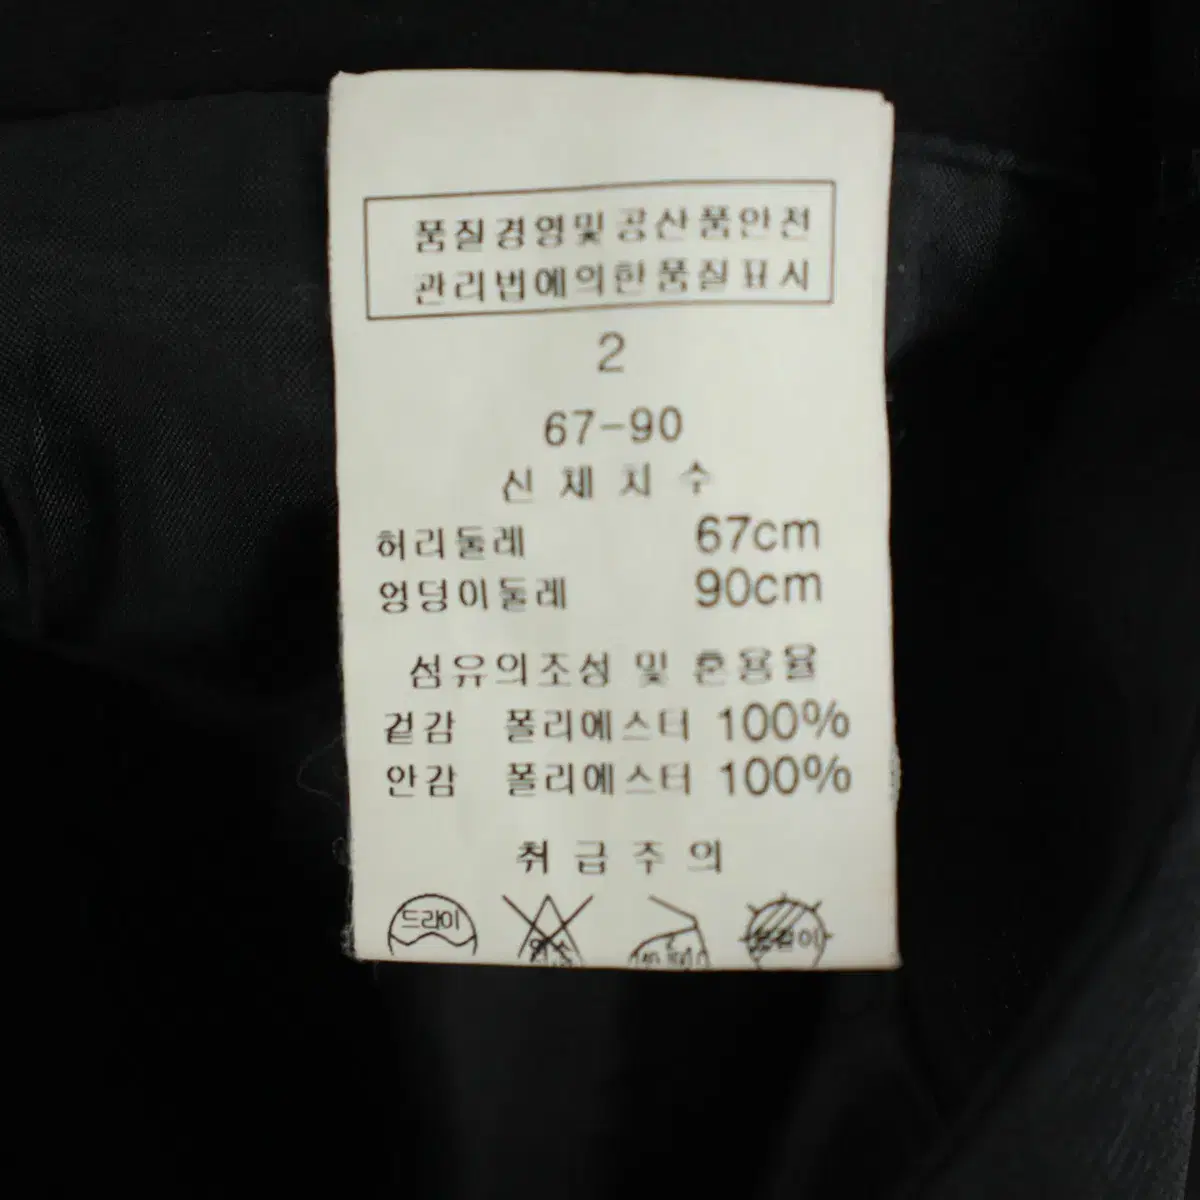 품질경영및공산품안전
관리법에의한품질표시
2
67-90
신체치수
허리둘레 67cm
엉덩이둘레 90cm
섬유의조성 및 혼용율
겉감 폴리에스터 100%
안감 폴리에스터 100%
취급주의
드라이